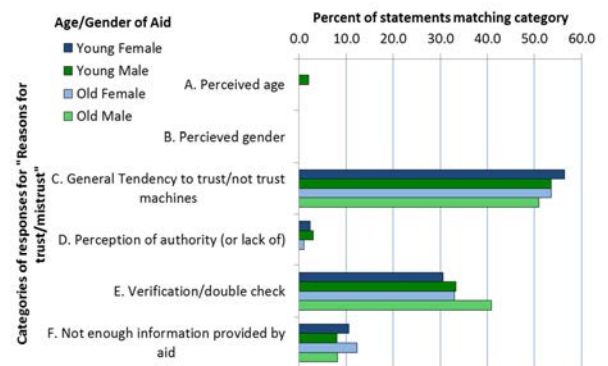 Age/Gender of Aid
Young Female
Young Male
Old Female
Old Male
Percent of statements matching category
0.0 10.0 20.0 30.0 40.0 50.0 60.0
Categories of responses for "Reasons for
trust/mistrust"
A. Perceived age
B. Percieved gender
C. General Tendency to trust/not trust
machines
D. Perception of authority (or lack of)
E. Verification/double check
F. Not enough information provided by
aid